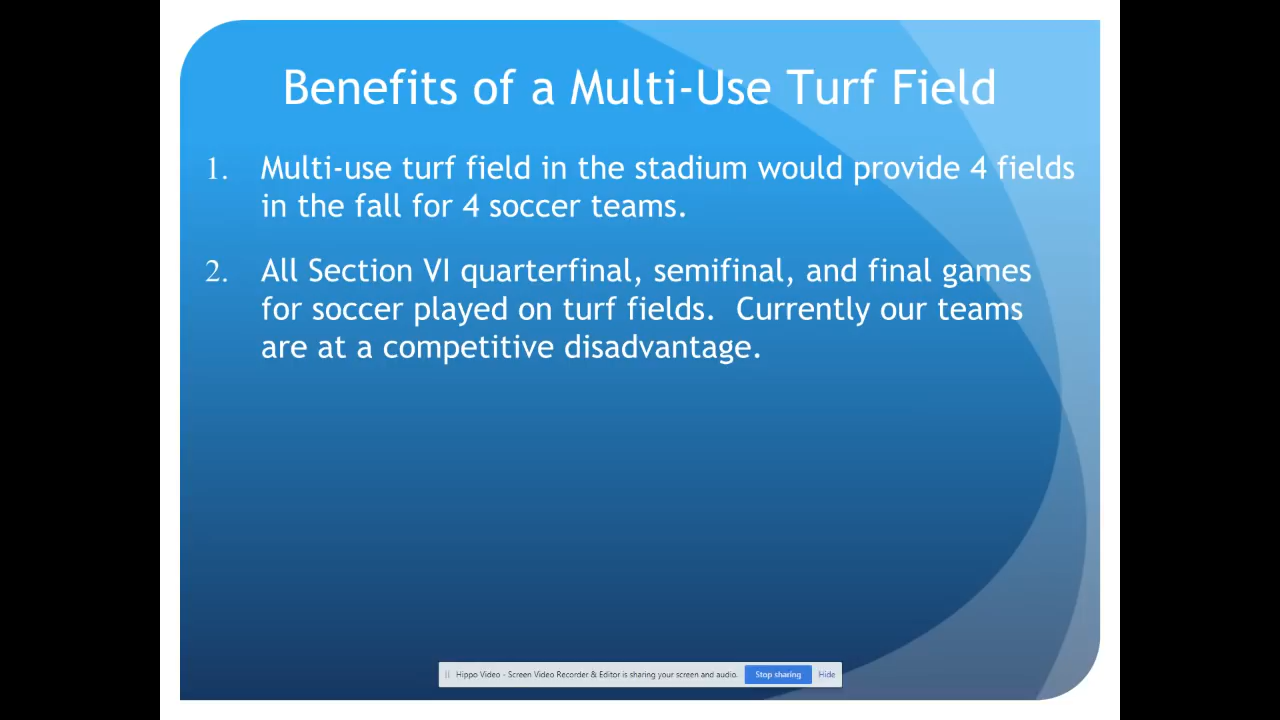 Benefits of a Multi-Use Turf Field
1. Multi-use turf field in the stadium would provide 4 fields
in the fall for 4 soccer teams.
2. All Section VI quarterfinal, semifinal, and final games
for soccer played on turf fields.  Currently our teams
are at a competitive disadvantage.
Hippo Video - Screen Video Recorder & Editor is sharing your screen and audio. Stop sharing Hide